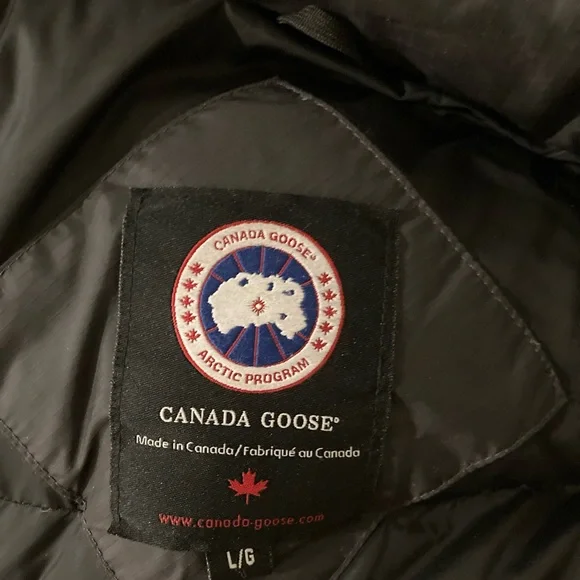 CANADA GOOSE®
ARCTIC PROGRAM
CANADA GOOSE®
Made in Canada/Fabriqué au Canada
www.canada-goose.com
L/G